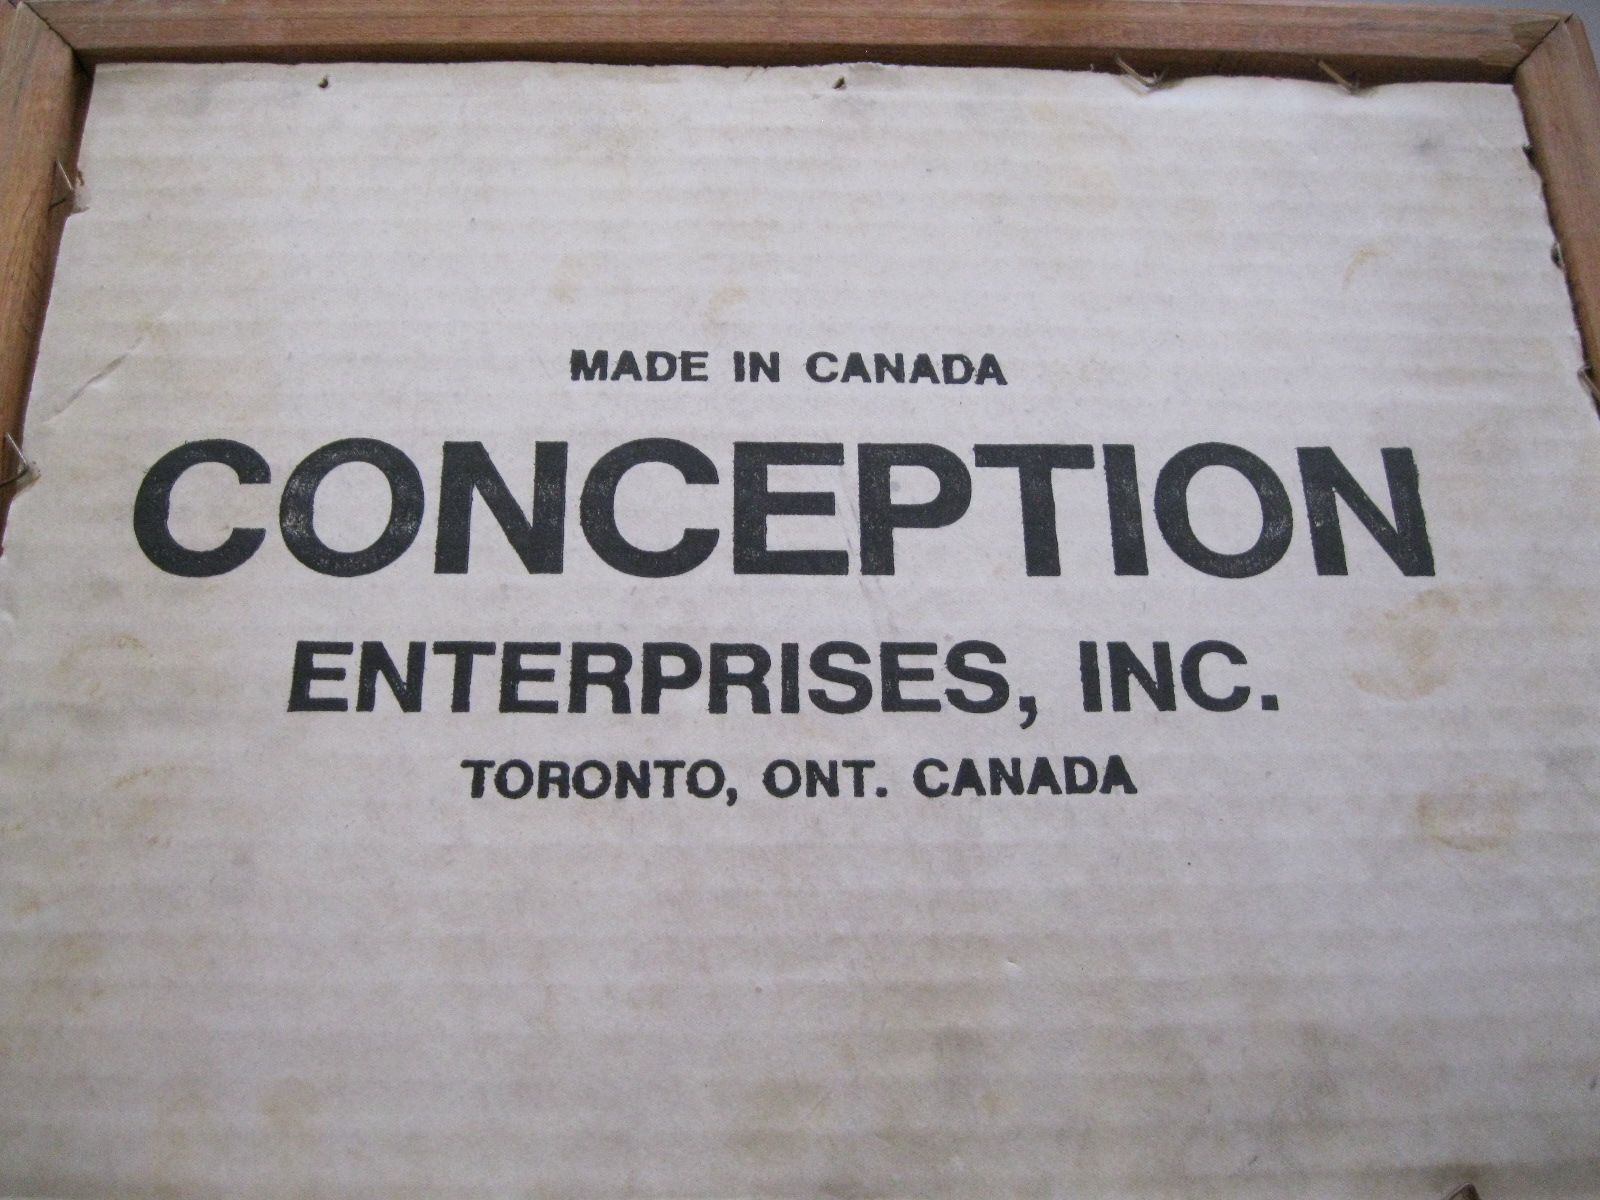 MADE IN CANADA
CONCEPTION
ENTERPRISES, INC.
TORONTO, ONT. CANADA